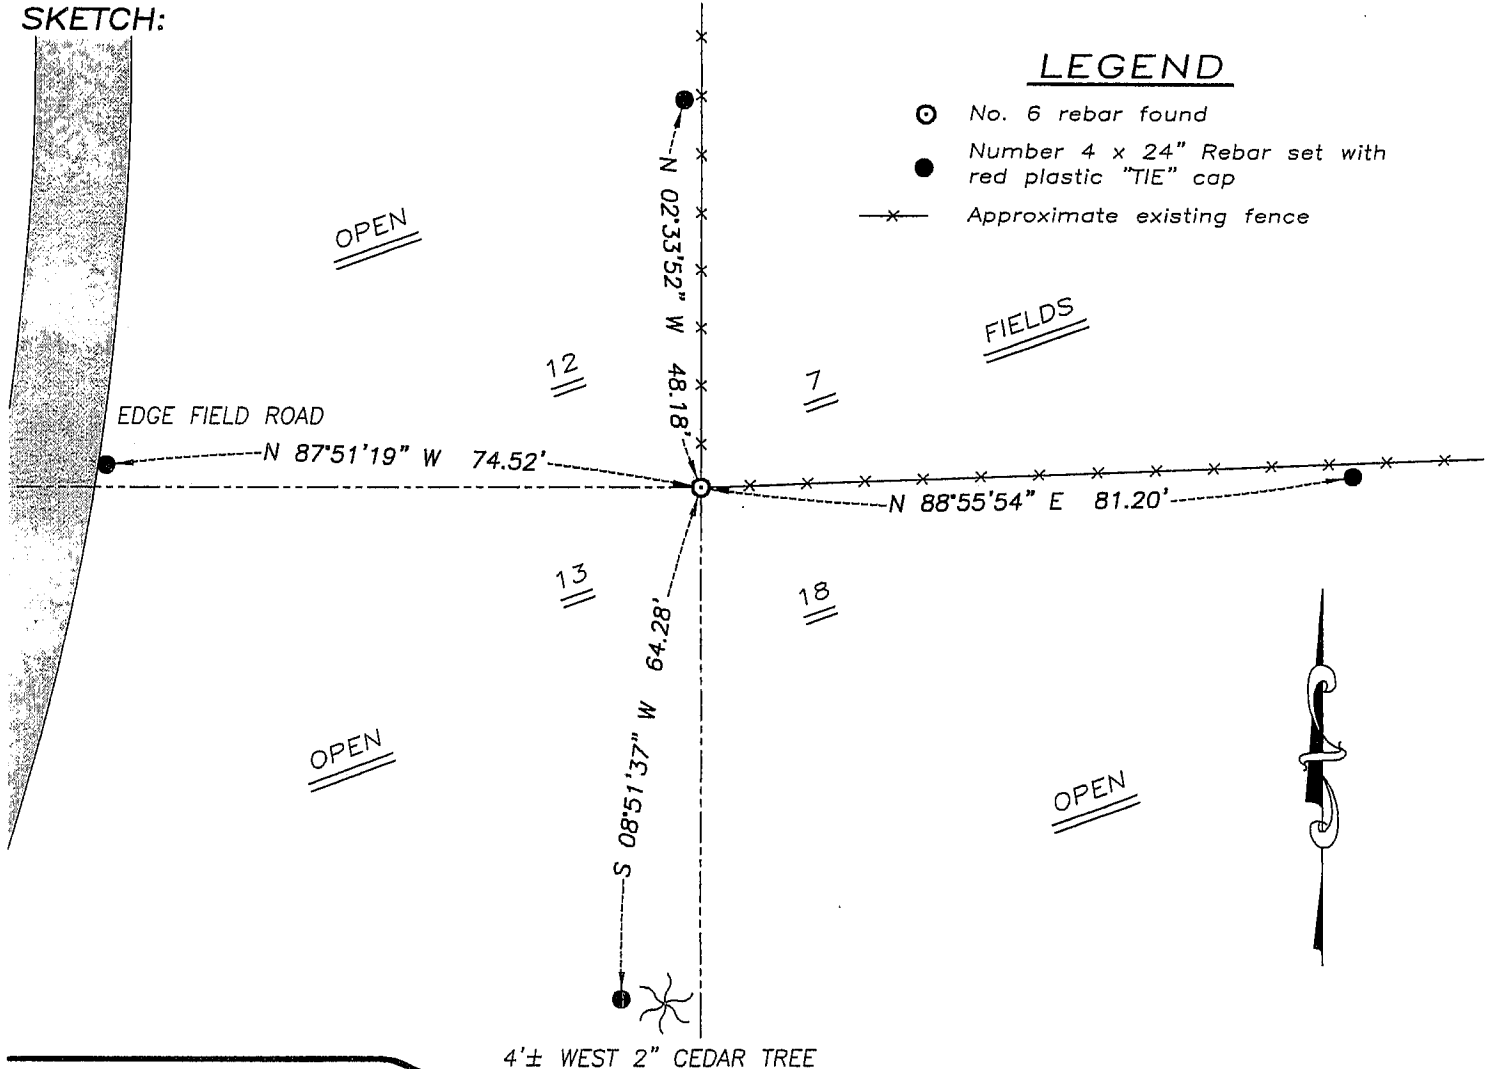 SKETCH:
LEGEND
No. 6 rebar found
Number 4 x 24" Rebar set with
red plastic "TIE" cap
Approximate existing fence
OPEN
N 02°33'52" W 48.18'
FIELDS
12
7
EDGE FIELD ROAD
N 87°51'19" W 74.52'
N 88°55'54" E 81.20'
13
18
S 08°51'37" W 64.28'
OPEN
OPEN
4'± WEST 2" CEDAR TREE